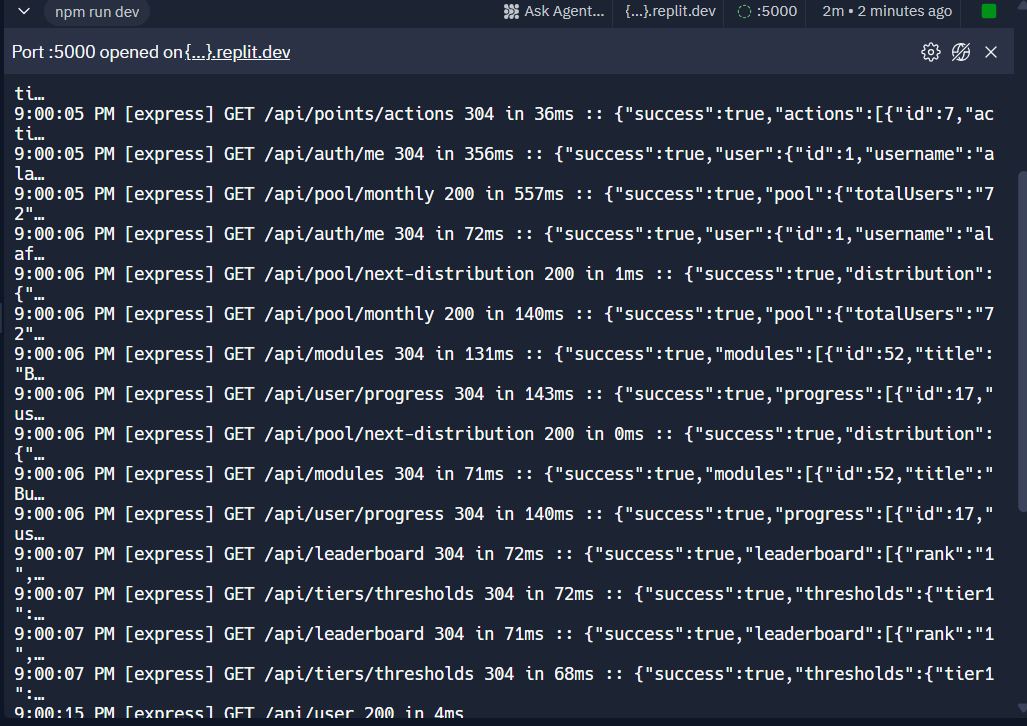 npm run dev
Ask Agent...
{...}.replit.dev
:5000
2m • 2 minutes ago
Port :5000 opened on {...}.replit.dev
ti…
9:00:05 PM [express] GET /api/points/actions 304 in 36ms :: {"success":true,"actions":[{"id":7,"ac
ti…
9:00:05 PM [express] GET /api/auth/me 304 in 356ms :: {"success":true,"user":{"id":1,"username":"a
la…
9:00:05 PM [express] GET /api/pool/monthly 200 in 557ms :: {"success":true,"pool":{"totalUsers":"7
2"…
9:00:06 PM [express] GET /api/auth/me 304 in 72ms :: {"success":true,"user":{"id":1,"username":"al
af…
9:00:06 PM [express] GET /api/pool/next-distribution 200 in 1ms :: {"success":true,"distribution":
{"…
9:00:06 PM [express] GET /api/pool/monthly 200 in 140ms :: {"success":true,"pool":{"totalUsers":"7
2"…
9:00:06 PM [express] GET /api/modules 304 in 131ms :: {"success":true,"modules":[{"id":52,"title":
"B…
9:00:06 PM [express] GET /api/user/progress 304 in 143ms :: {"success":true,"progress":[{"id":17,"
us…
9:00:06 PM [express] GET /api/pool/next-distribution 200 in 0ms :: {"success":true,"distribution":
{"…
9:00:06 PM [express] GET /api/modules 304 in 71ms :: {"success":true,"modules":[{"id":52,"title":"
Bu…
9:00:06 PM [express] GET /api/user/progress 304 in 140ms :: {"success":true,"progress":[{"id":17,"
us…
9:00:07 PM [express] GET /api/leaderboard 304 in 72ms :: {"success":true,"leaderboard":[{"rank":"1
",…
9:00:07 PM [express] GET /api/tiers/thresholds 304 in 72ms :: {"success":true,"thresholds":{"tier1
":…
9:00:07 PM [express] GET /api/leaderboard 304 in 71ms :: {"success":true,"leaderboard":[{"rank":"1
",…
9:00:07 PM [express] GET /api/tiers/thresholds 304 in 68ms :: {"success":true,"thresholds":{"tier1
":…
9:00:15 PM [express] GET /api/user 200 in 4ms